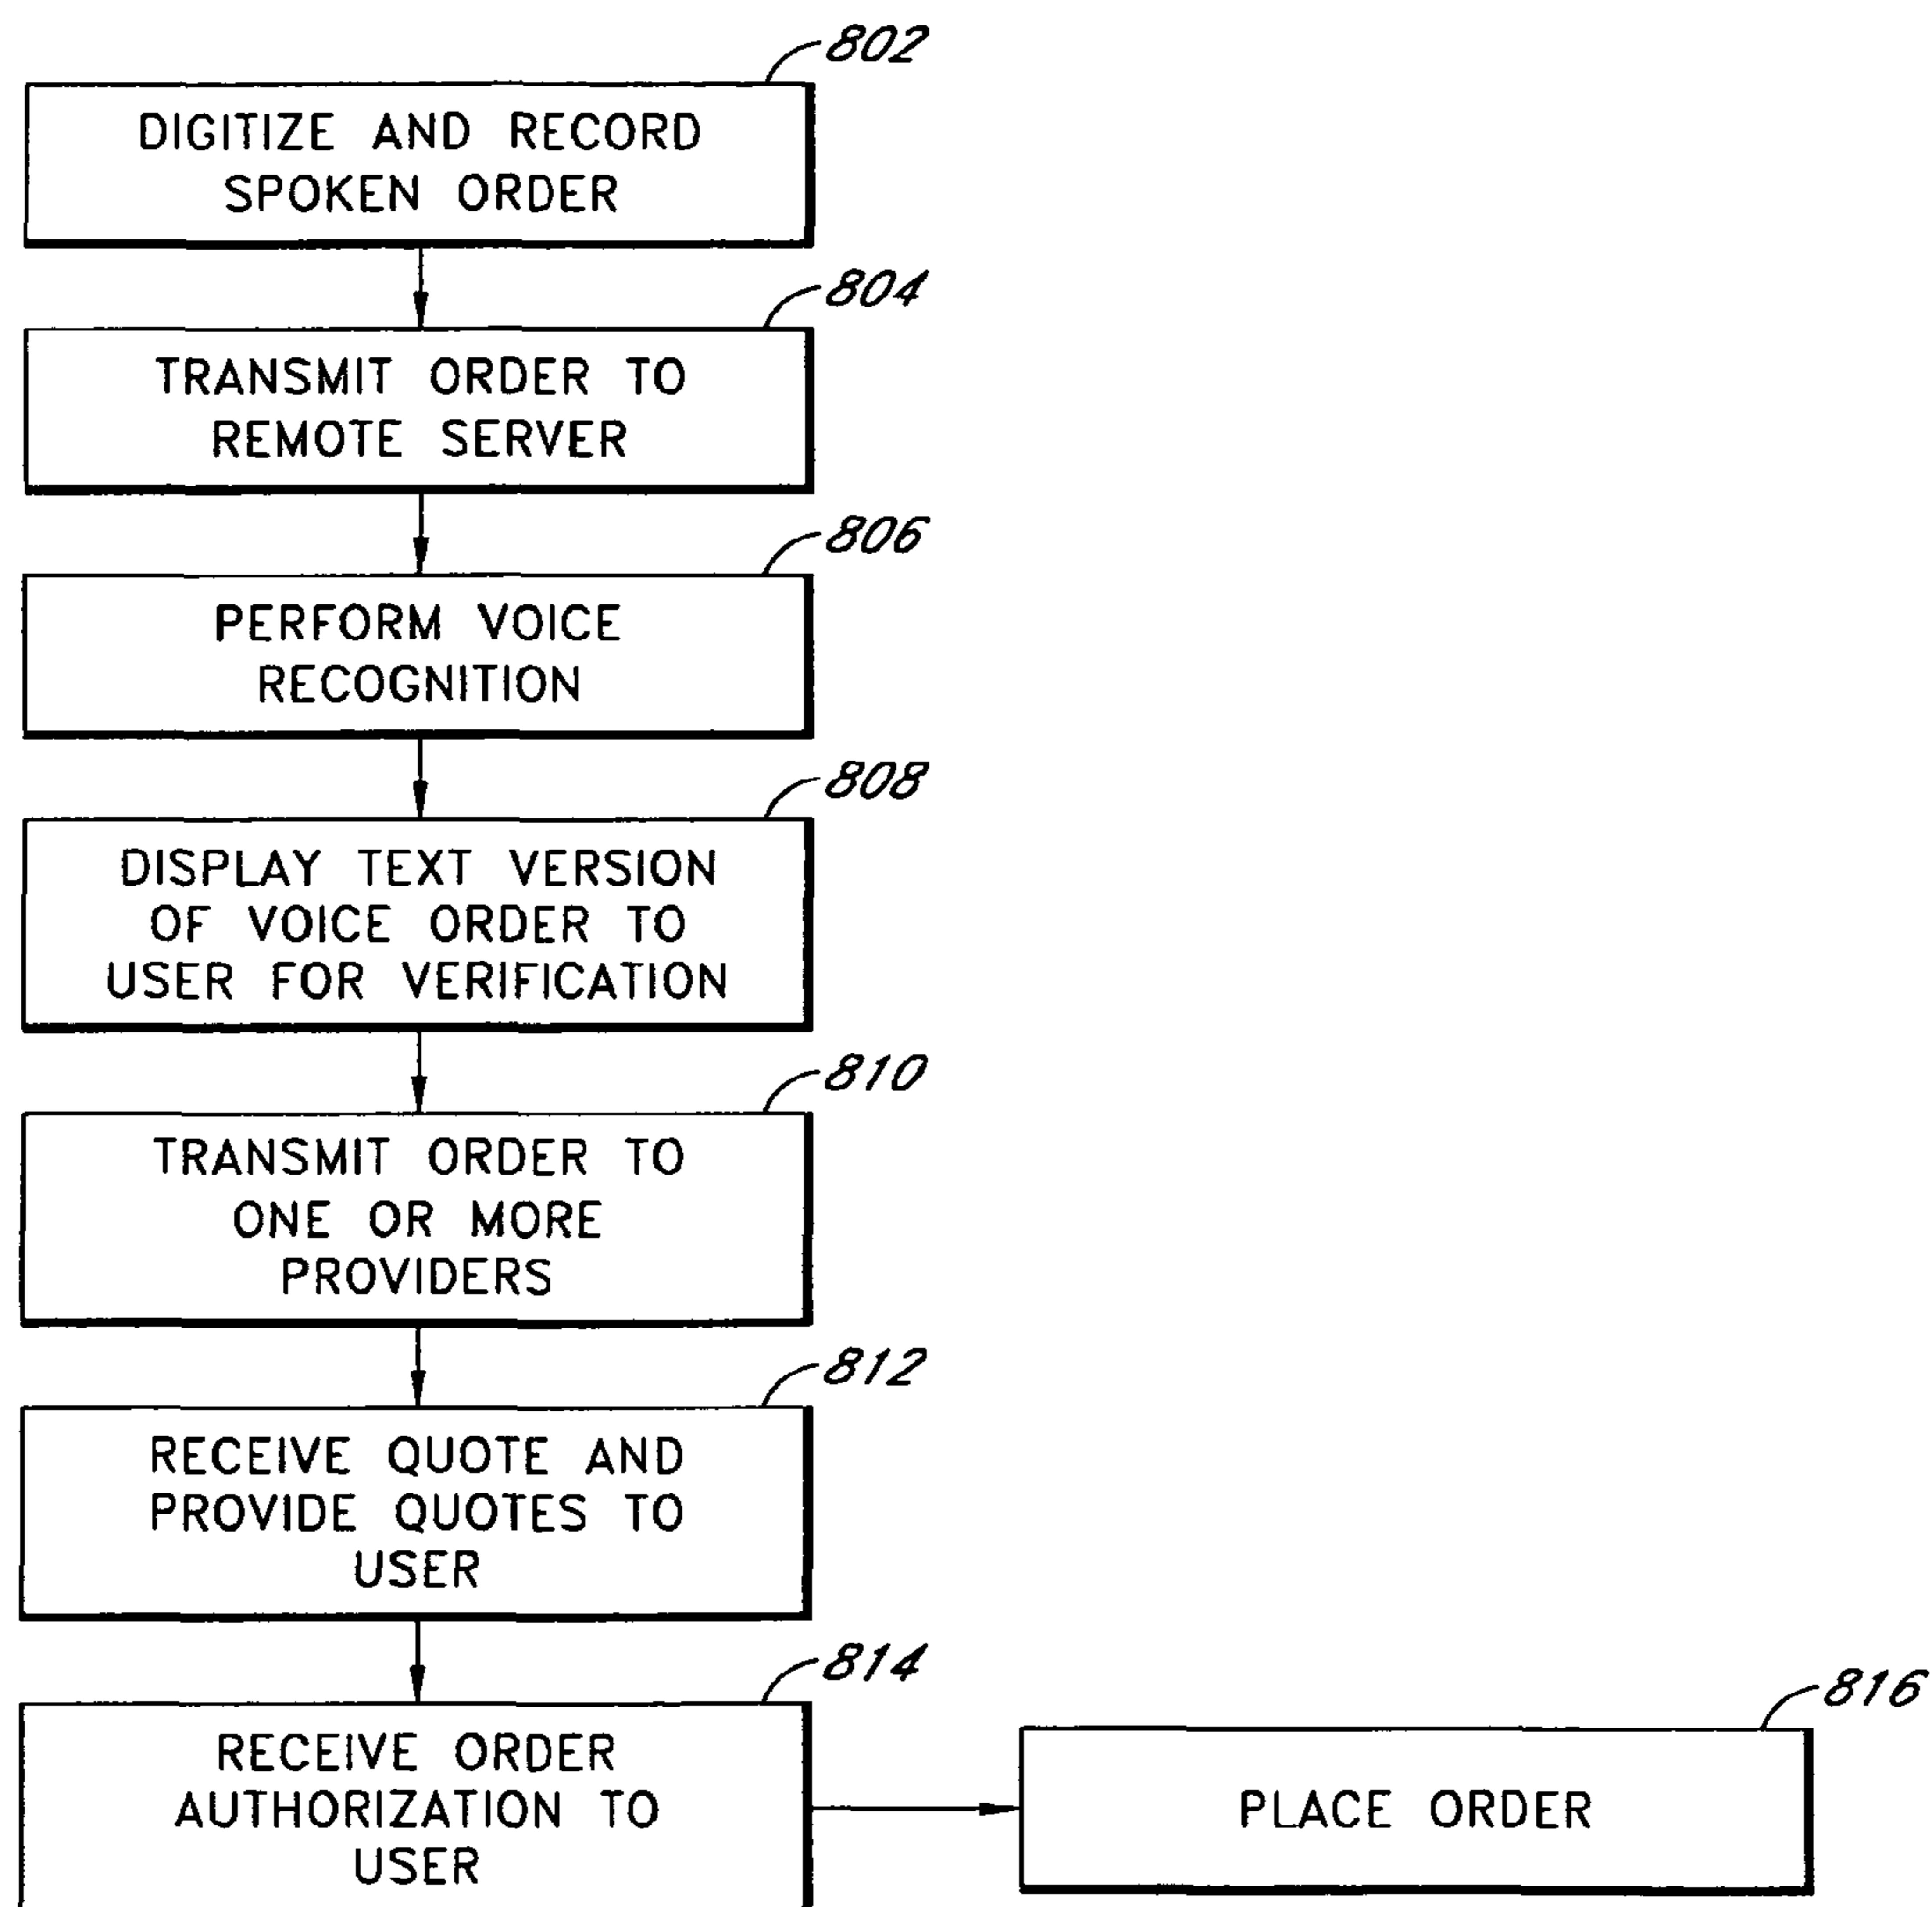 802
DIGITIZE AND RECORD
SPOKEN ORDER
804
TRANSMIT ORDER TO
REMOTE SERVER
806
PERFORM VOICE
RECOGNITION
808
DISPLAY TEXT VERSION
OF VOICE ORDER TO
USER FOR VERIFICATION
810
TRANSMIT ORDER TO
ONE OR MORE
PROVIDERS
812
RECEIVE QUOTE AND
PROVIDE QUOTES TO
USER
814
RECEIVE ORDER
AUTHORIZATION TO
USER
816
PLACE ORDER